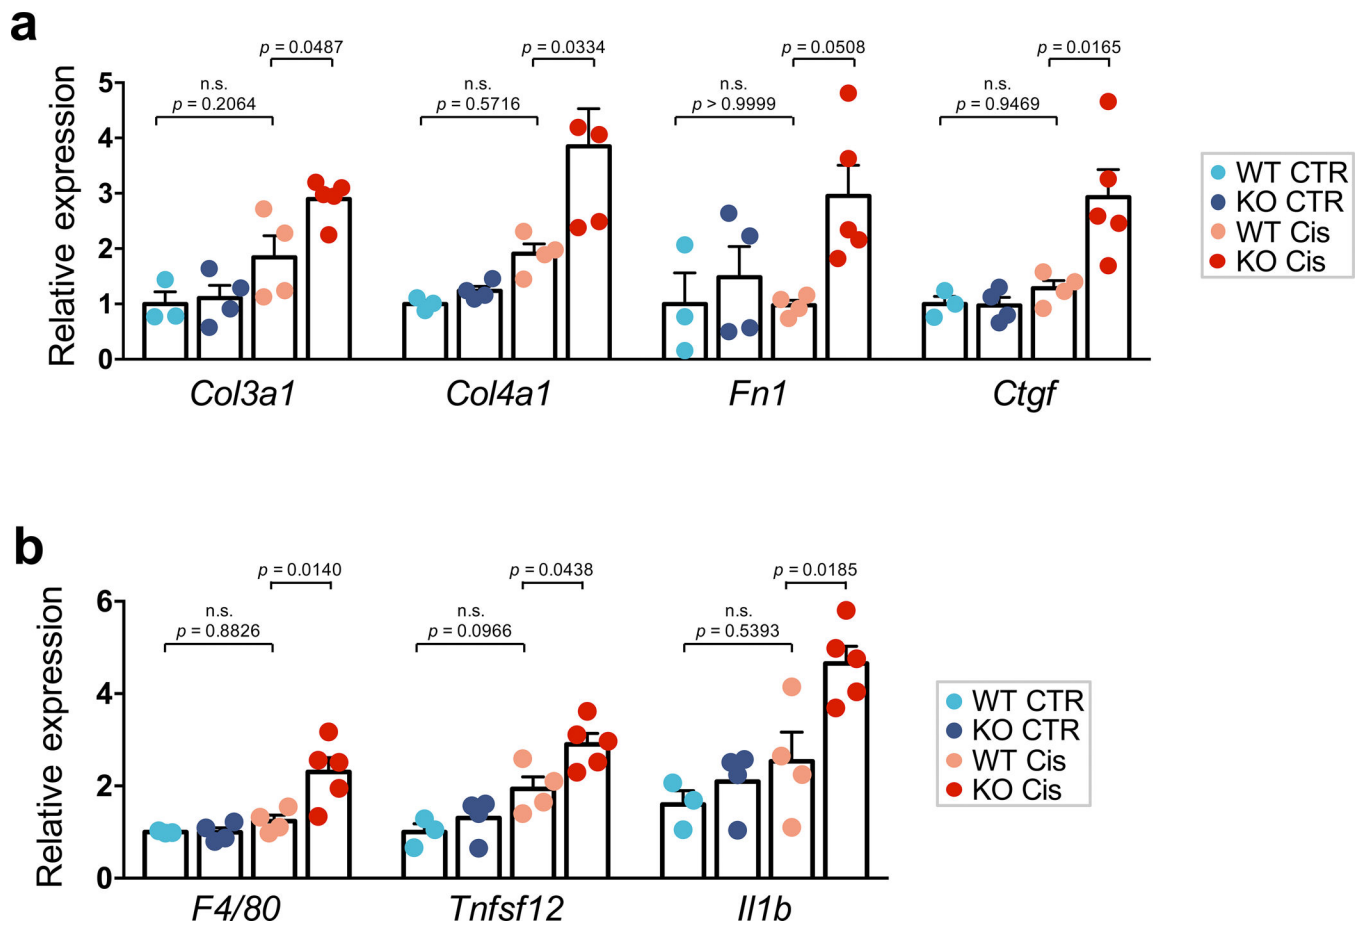 a
p = 0.0487
p = 0.0334
p = 0.0508
p = 0.0165
n.s.
p = 0.2064
n.s.
p = 0.5716
n.s.
p > 0.9999
n.s.
p = 0.9469
Relative expression
5
4
3
2
1
0
Col3a1
Col4a1
Fn1
Ctgf
WT CTR
KO CTR
WT Cis
KO Cis
b
p = 0.0140
p = 0.0438
p = 0.0185
n.s.
p = 0.8826
n.s.
p = 0.0966
n.s.
p = 0.5393
Relative expression
6
4
2
0
F4/80
Tnfsf12
Il1b
WT CTR
KO CTR
WT Cis
KO Cis